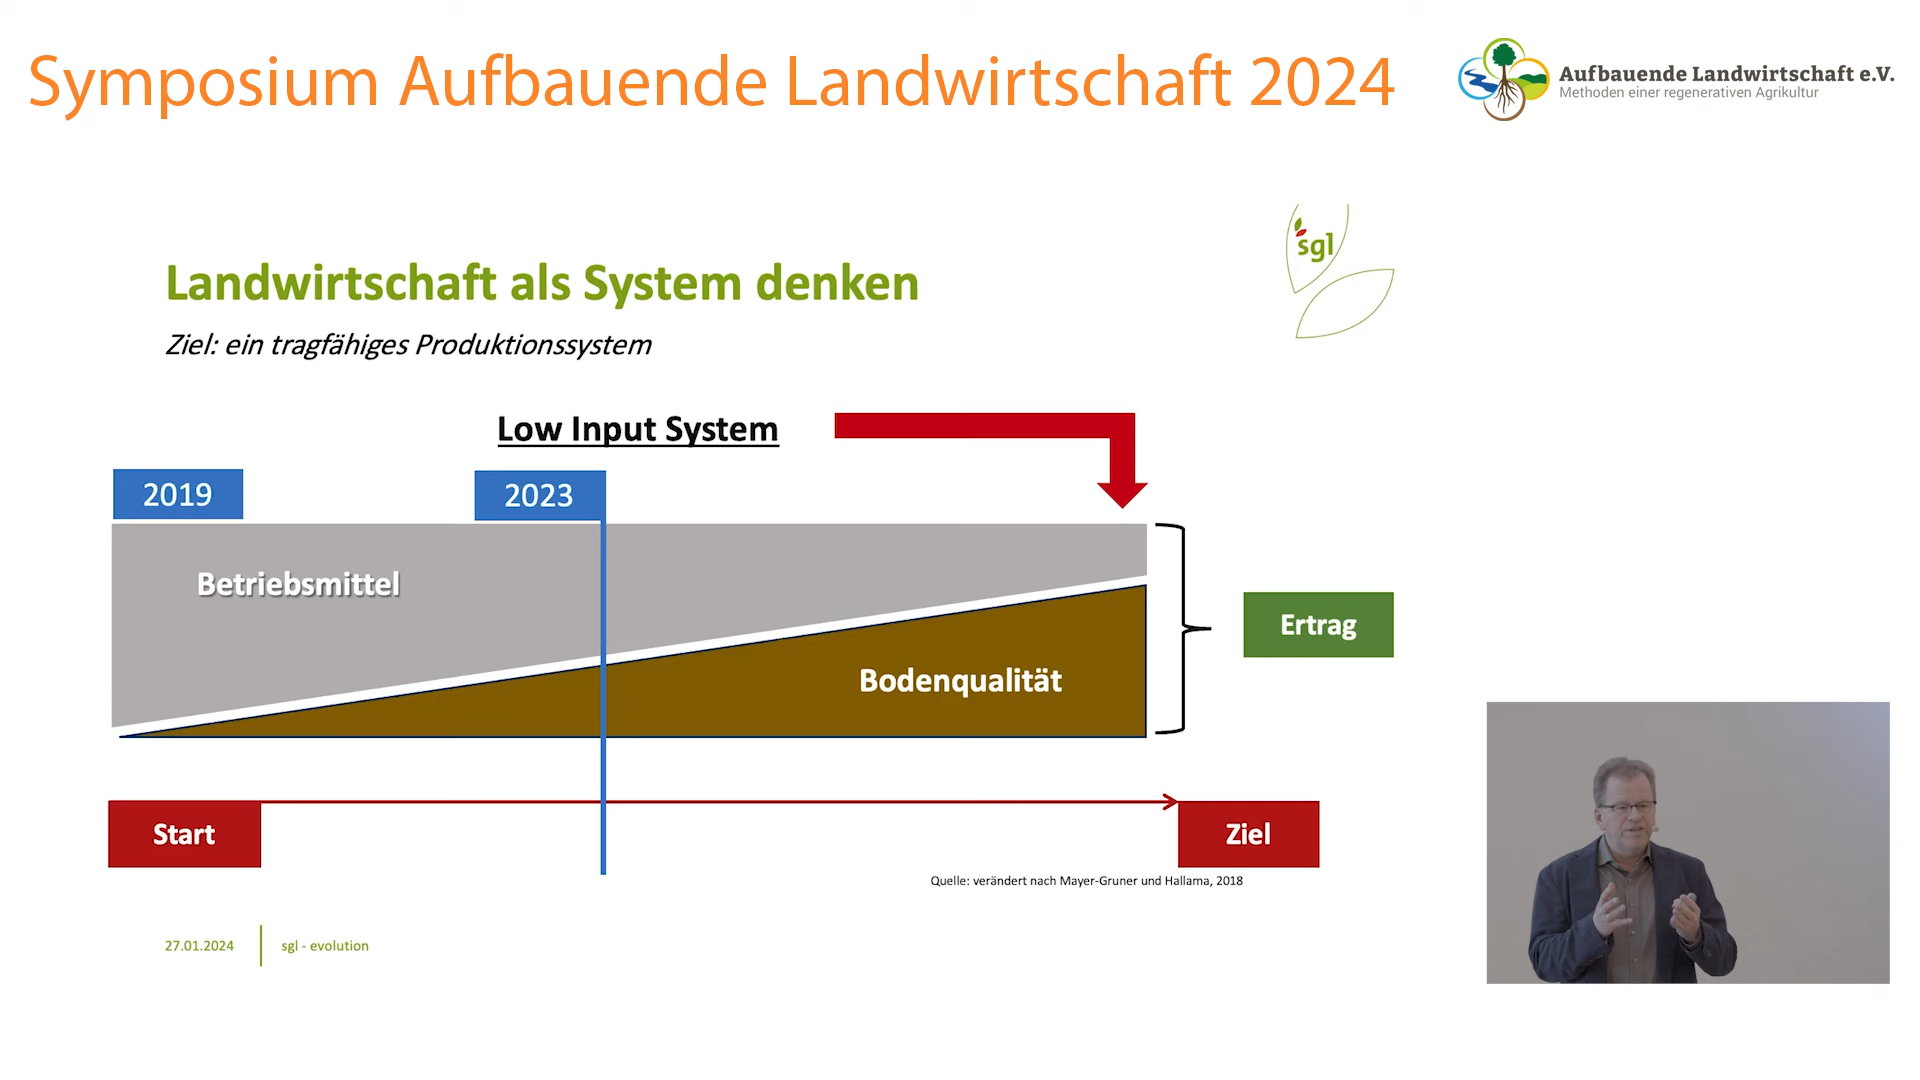 Symposium Aufbauende Landwirtschaft 2024
Aufbauende Landwirtschaft e.V.
Methoden einer regenerativen Agrikultur
sgl
Landwirtschaft als System denken
Ziel: ein tragfähiges Produktionssystem
Low Input System
2019
2023
Betriebsmittel
Bodenqualität
Ertrag
Start
Ziel
Quelle: verändert nach Mayer-Gruner und Hallama, 2018
27.01.2024
sgl - evolution